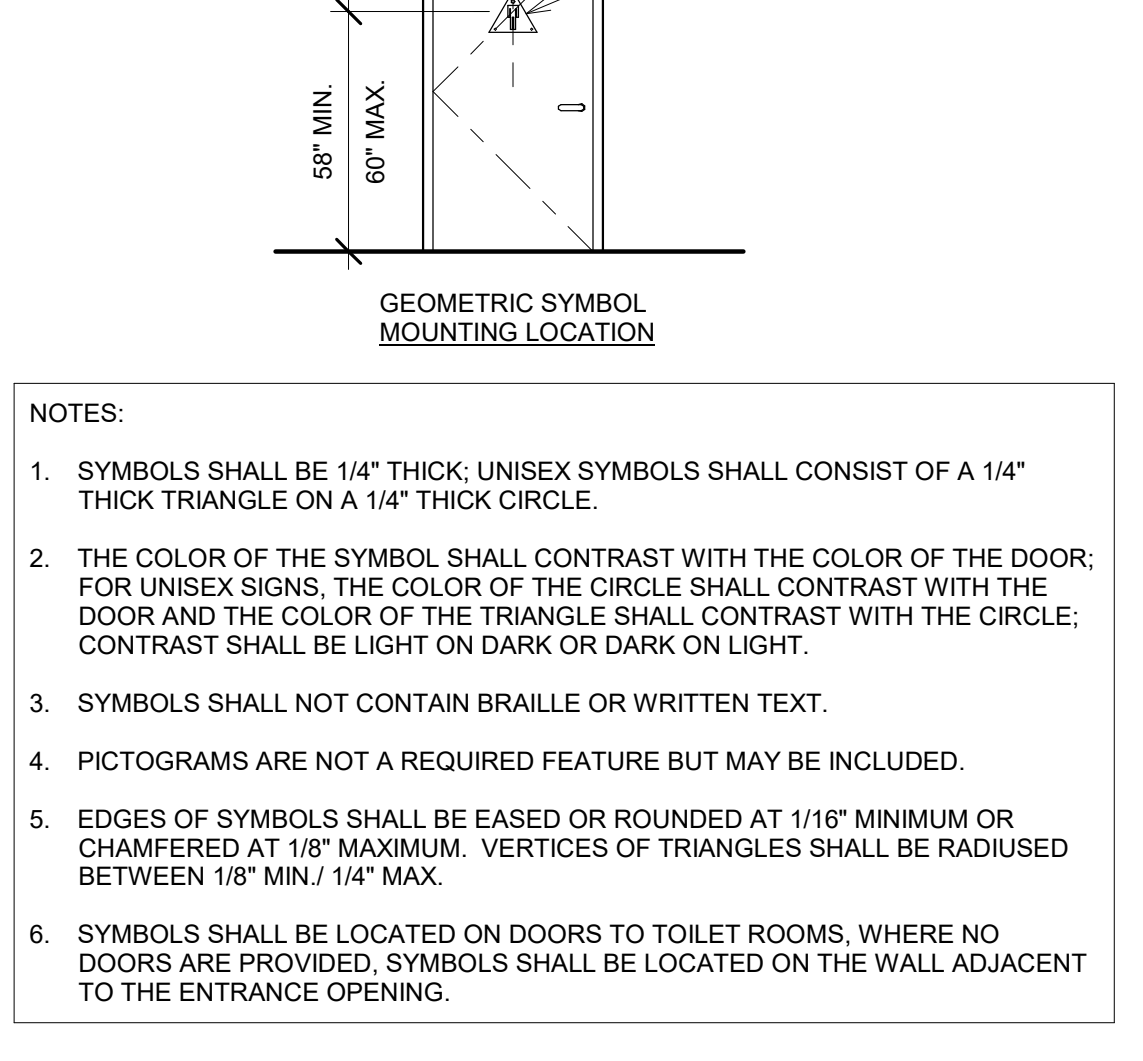 58" MIN.
60" MAX.
GEOMETRIC SYMBOL
MOUNTING LOCATION
NOTES:
1. SYMBOLS SHALL BE 1/4" THICK; UNISEX SYMBOLS SHALL CONSIST OF A 1/4"
THICK TRIANGLE ON A 1/4" THICK CIRCLE.
2. THE COLOR OF THE SYMBOL SHALL CONTRAST WITH THE COLOR OF THE DOOR;
FOR UNISEX SIGNS, THE COLOR OF THE CIRCLE SHALL CONTRAST WITH THE
DOOR AND THE COLOR OF THE TRIANGLE SHALL CONTRAST WITH THE CIRCLE;
CONTRAST SHALL BE LIGHT ON DARK OR DARK ON LIGHT.
3. SYMBOLS SHALL NOT CONTAIN BRAILLE OR WRITTEN TEXT.
4. PICTOGRAMS ARE NOT A REQUIRED FEATURE BUT MAY BE INCLUDED.
5. EDGES OF SYMBOLS SHALL BE EASED OR ROUNDED AT 1/16" MINIMUM OR
CHAMFERED AT 1/8" MAXIMUM. VERTICES OF TRIANGLES SHALL BE RADIUSED
BETWEEN 1/8" MIN./ 1/4" MAX.
6. SYMBOLS SHALL BE LOCATED ON DOORS TO TOILET ROOMS, WHERE NO
DOORS ARE PROVIDED, SYMBOLS SHALL BE LOCATED ON THE WALL ADJACENT
TO THE ENTRANCE OPENING.